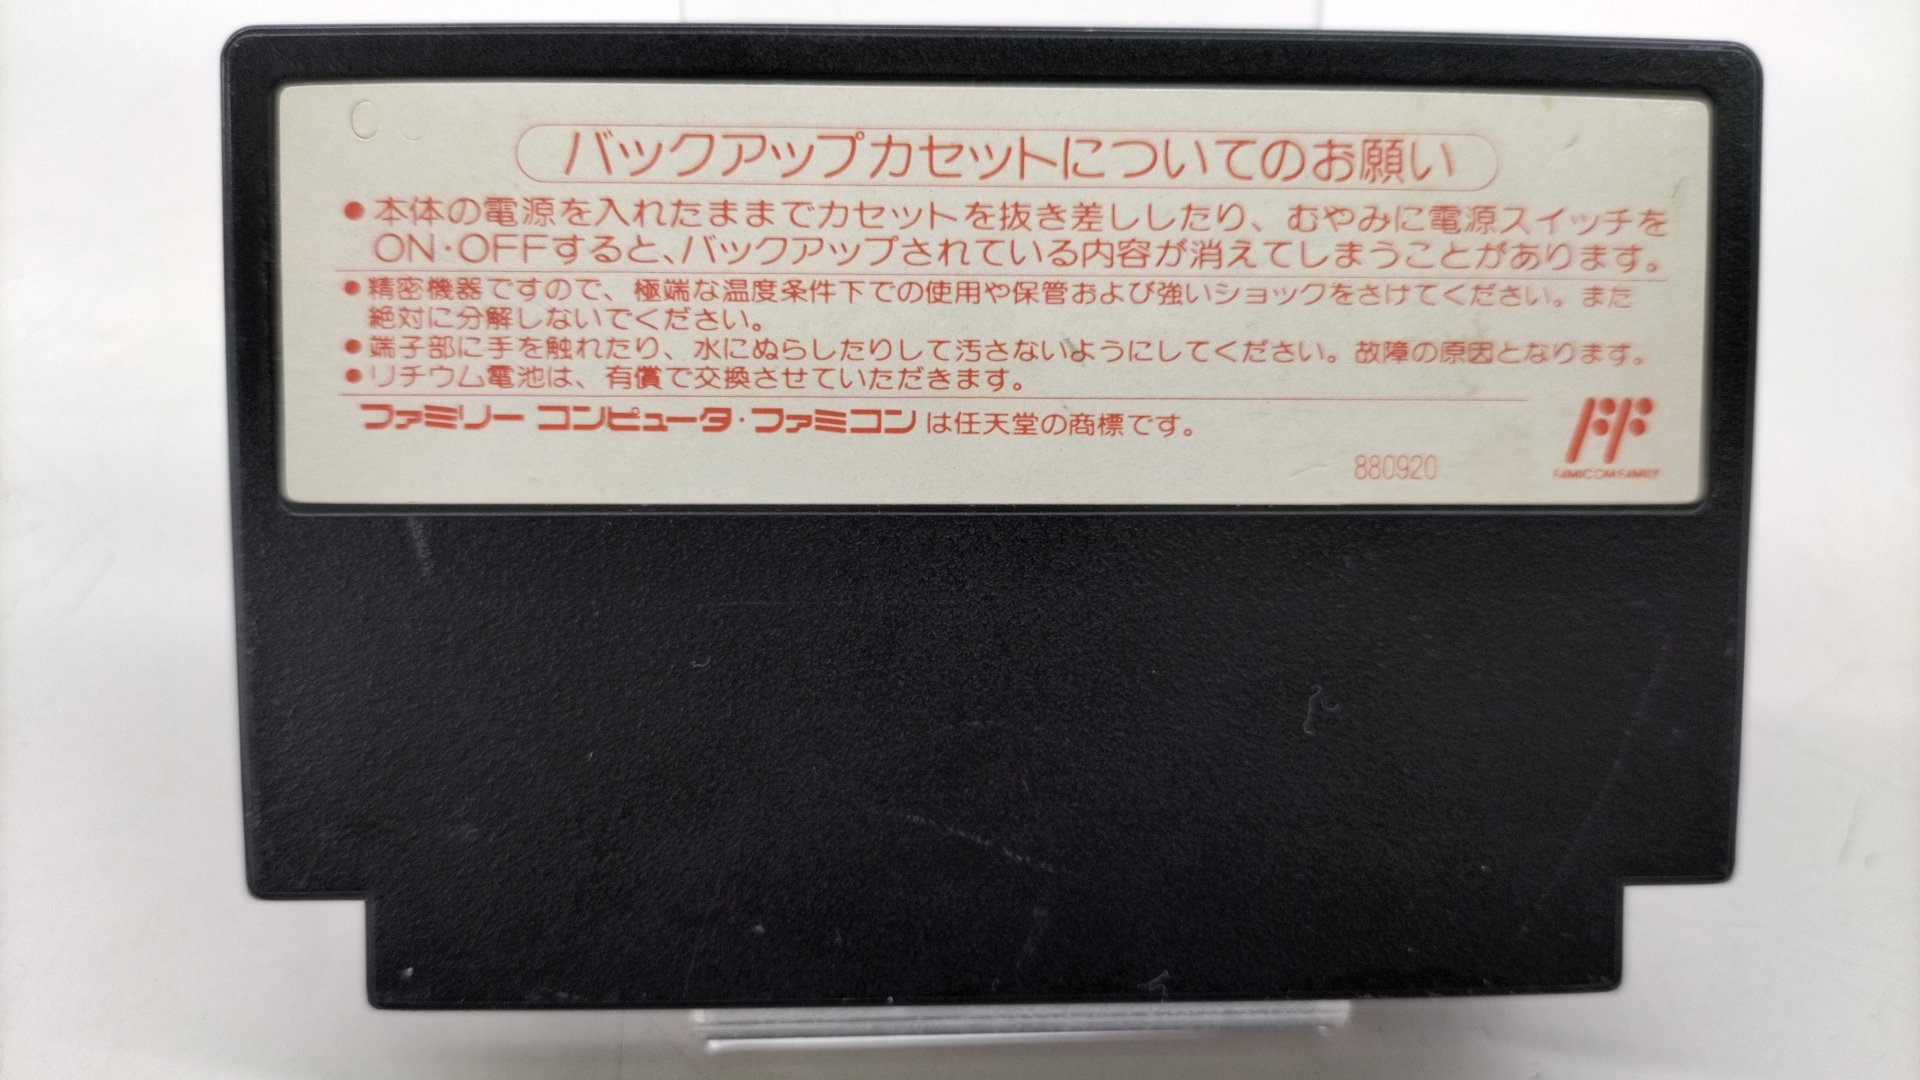 バックアップカセットについてのお願い
●本体の電源を入れたままでカセットを抜き差ししたり、むやみに電源スイッチを
ON・OFFすると、バックアップされている内容が消えてしまうことがあります。
●精密機器ですので、極端な温度条件下での使用や保管および強いショックをさけてください。また
絶対に分解しないでください。
●端子部に手を触れたり、水にぬらしたりして汚さないようにしてください。故障の原因となります。
●リチウム電池は、有償で交換させていただきます。
ファミリー コンピュータ・ファミコンは任天堂の商標です。
880920
FAMICOM FAMILY